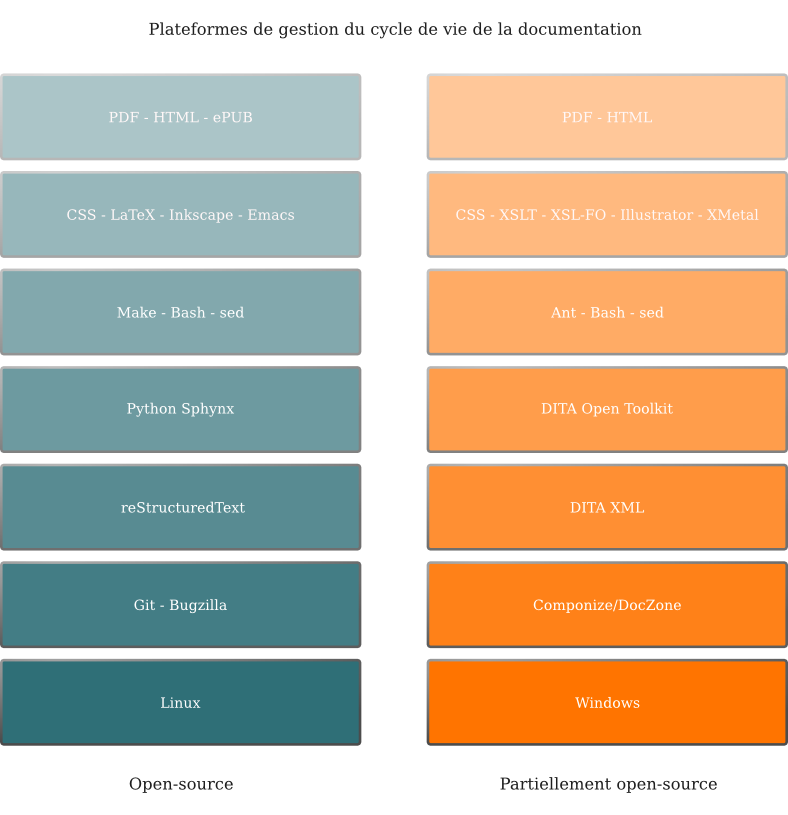 Plateformes de gestion du cycle de vie de la documentation
PDF - HTML - ePUB
PDF - HTML
CSS - LaTeX - Inkscape - Emacs
CSS - XSLT - XSL-FO - Illustrator - XMetal
Make - Bash - sed
Ant - Bash - sed
Python Sphynx
DITA Open Toolkit
reStructuredText
DITA XML
Git - Bugzilla
Componize/DocZone
Linux
Windows
Open-source
Partiellement open-source